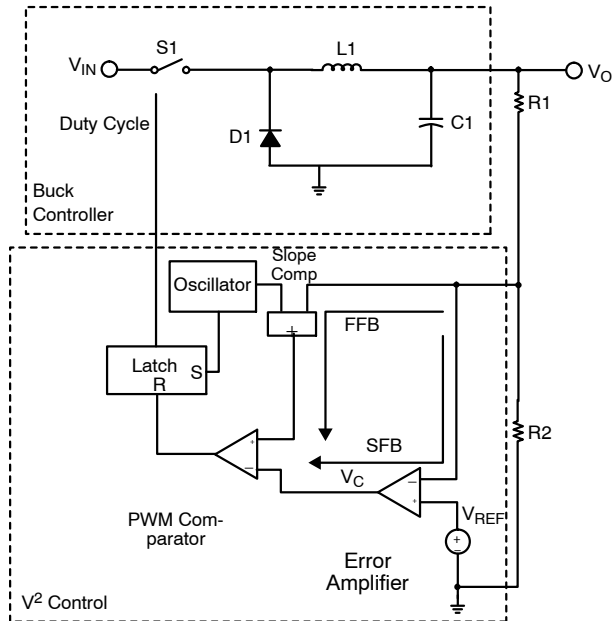 S1
L1
V_IN
V_O
R1
Duty Cycle
D1
C1
Buck
Controller
Slope
Comp
Oscillator
+
FFB
Latch
S
R
+
−
SFB
R2
V_C
−
+
V_REF
PWM Com-
parator
+
−
Error
Amplifier
V² Control